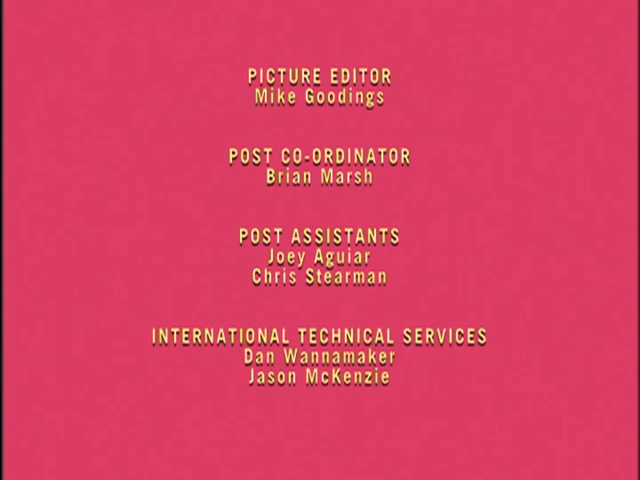 PICTURE EDITOR
Mike Goodings
POST CO-ORDINATOR
Brian Marsh
POST ASSISTANTS
Joey Aguiar
Chris Stearman
INTERNATIONAL TECHNICAL SERVICES
Dan Wannamaker
Jason McKenzie